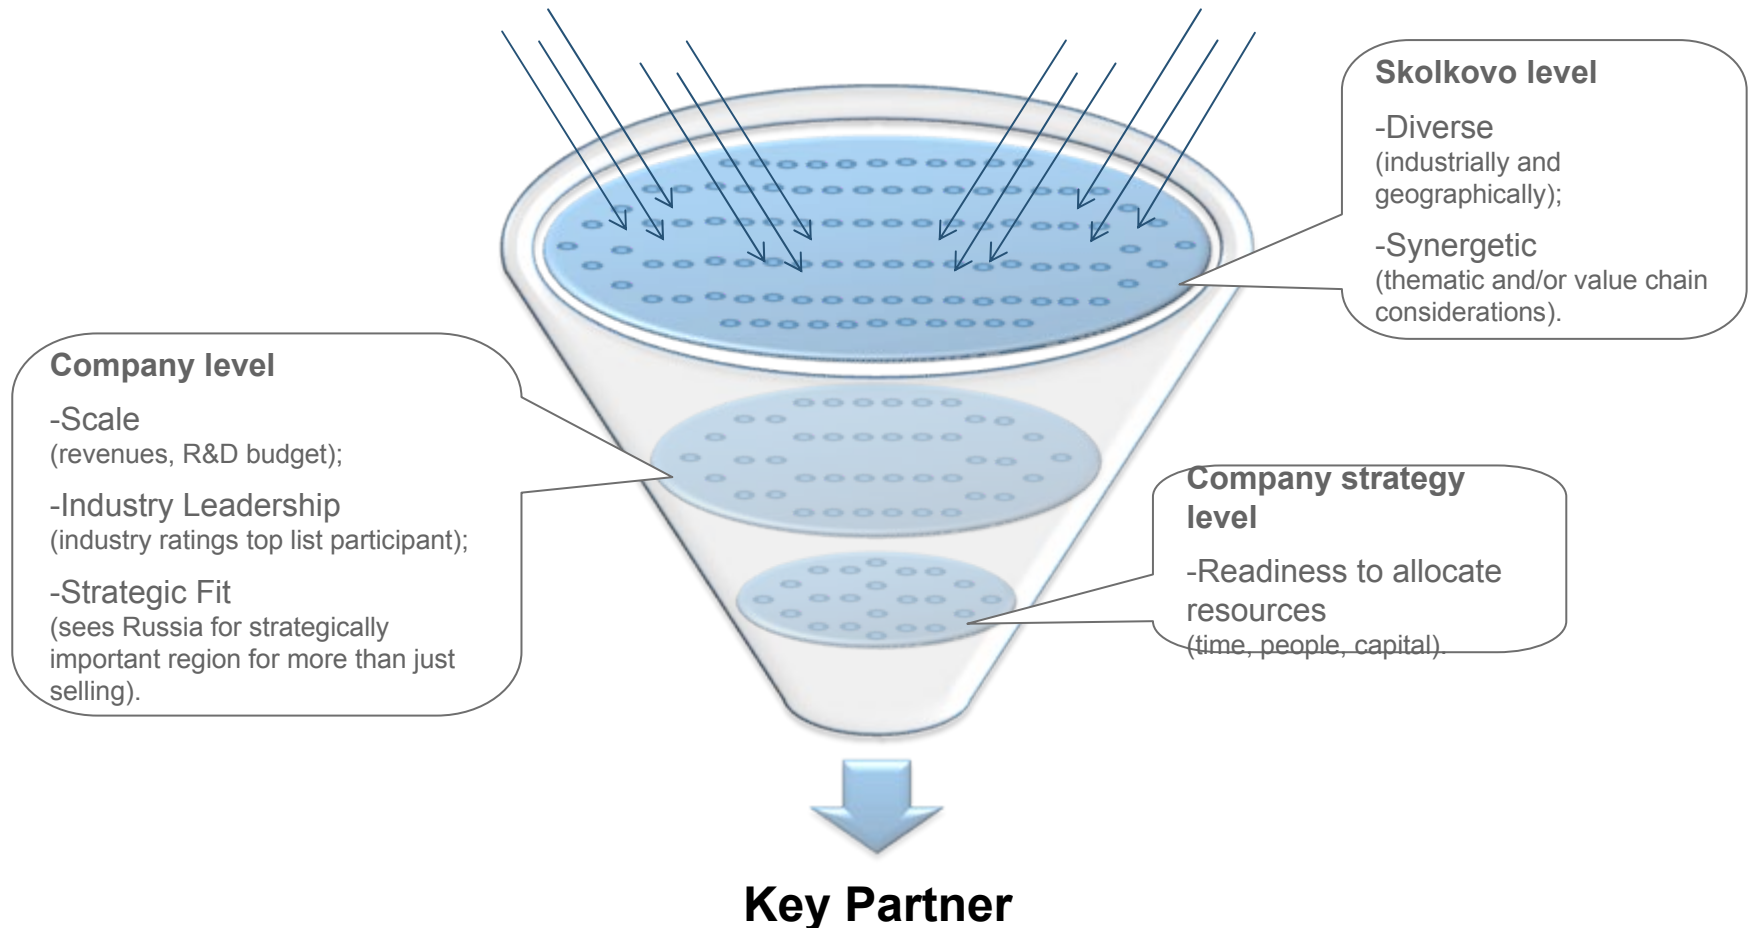 Skolkovo level
-Diverse
(industrially and
geographically);
-Synergetic
(thematic and/or value chain
considerations).
Company level
-Scale
(revenues, R&D budget);
-Industry Leadership
(industry ratings top list participant);
-Strategic Fit
(sees Russia for strategically
important region for more than just
selling).
Company strategy
level
-Readiness to allocate
resources
(time, people, capital).
Key Partner